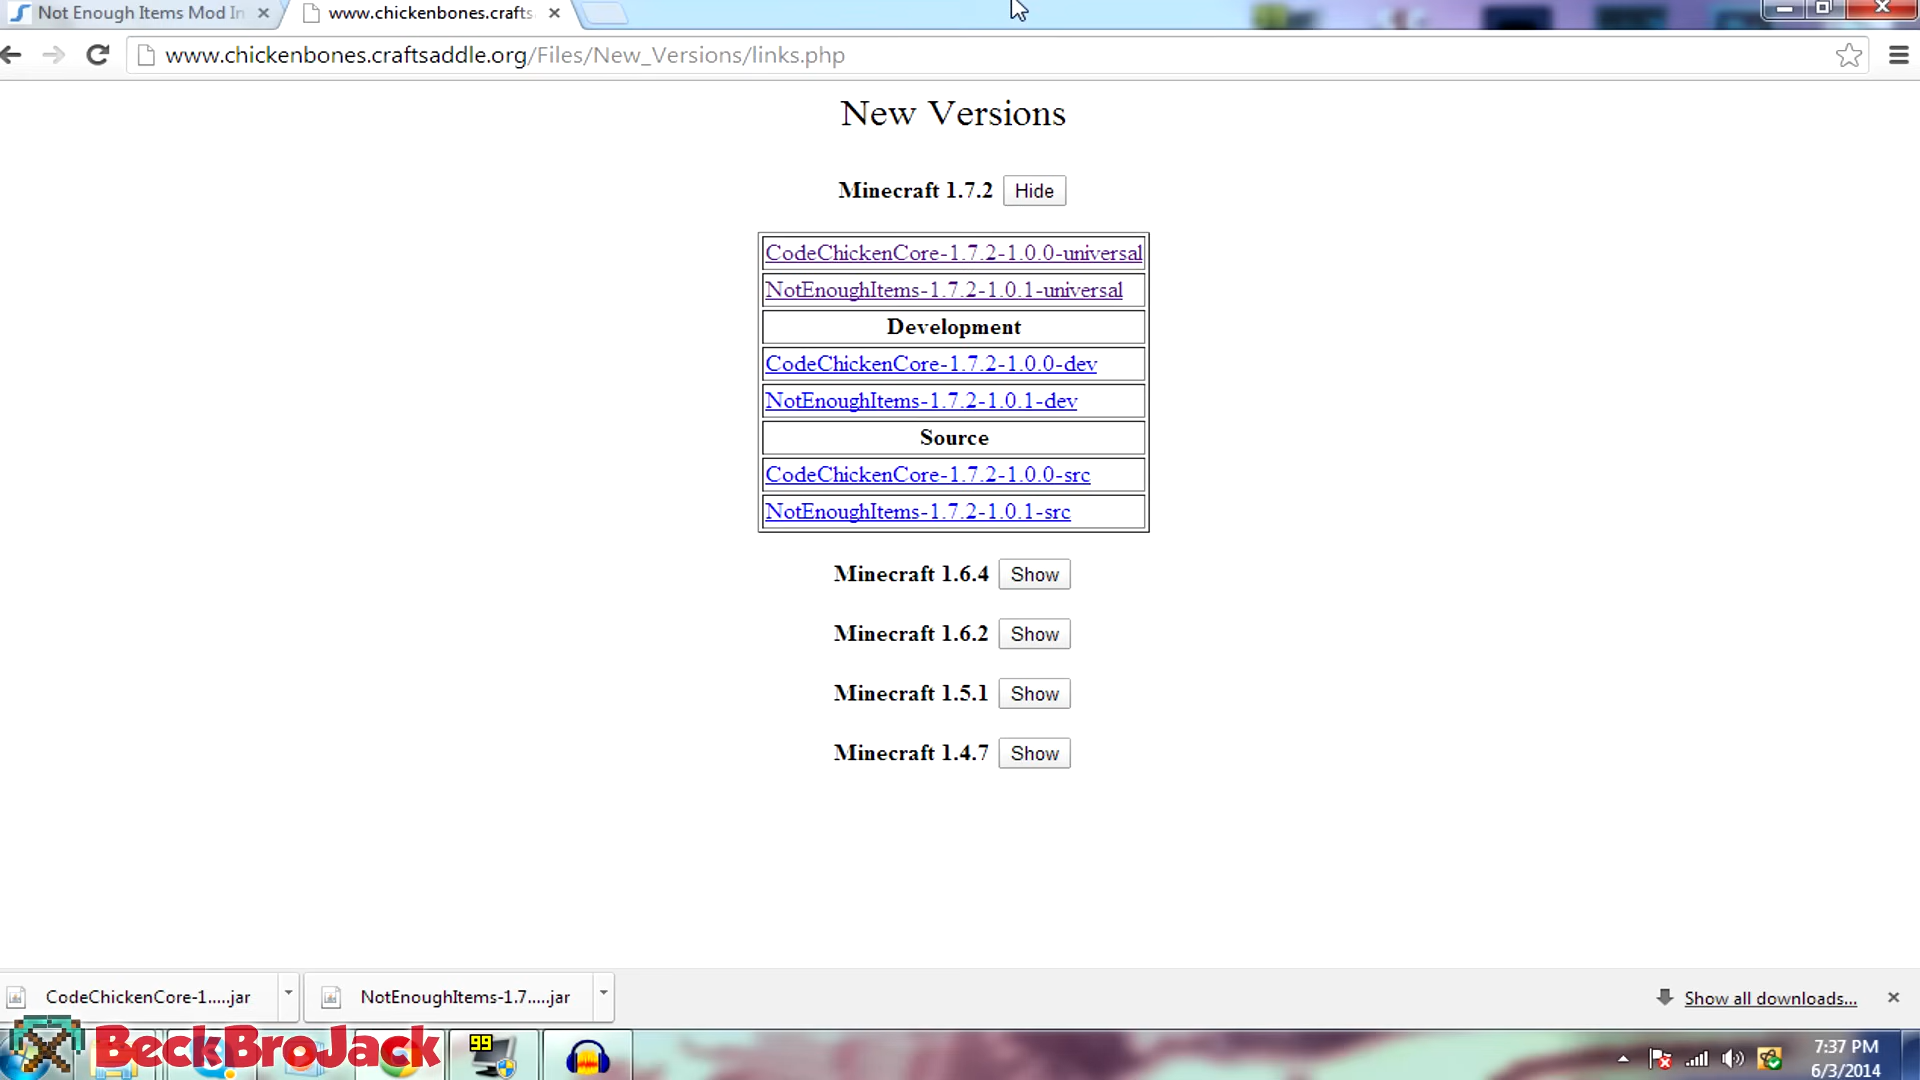 Not Enough Items Mod In
www.chickenbones.crafts
www.chickenbones.craftsaddle.org/Files/New_Versions/links.php
New Versions
Minecraft 1.7.2 Hide
CodeChickenCore-1.7.2-1.0.0-universal
NotEnoughItems-1.7.2-1.0.1-universal
Development
CodeChickenCore-1.7.2-1.0.0-dev
NotEnoughItems-1.7.2-1.0.1-dev
Source
CodeChickenCore-1.7.2-1.0.0-src
NotEnoughItems-1.7.2-1.0.1-src
Minecraft 1.6.4 Show
Minecraft 1.6.2 Show
Minecraft 1.5.1 Show
Minecraft 1.4.7 Show
CodeChickenCore-1.....jar
NotEnoughItems-1.7.....jar
Show all downloads...
BeckBroJack
99
7:37 PM
6/3/2014